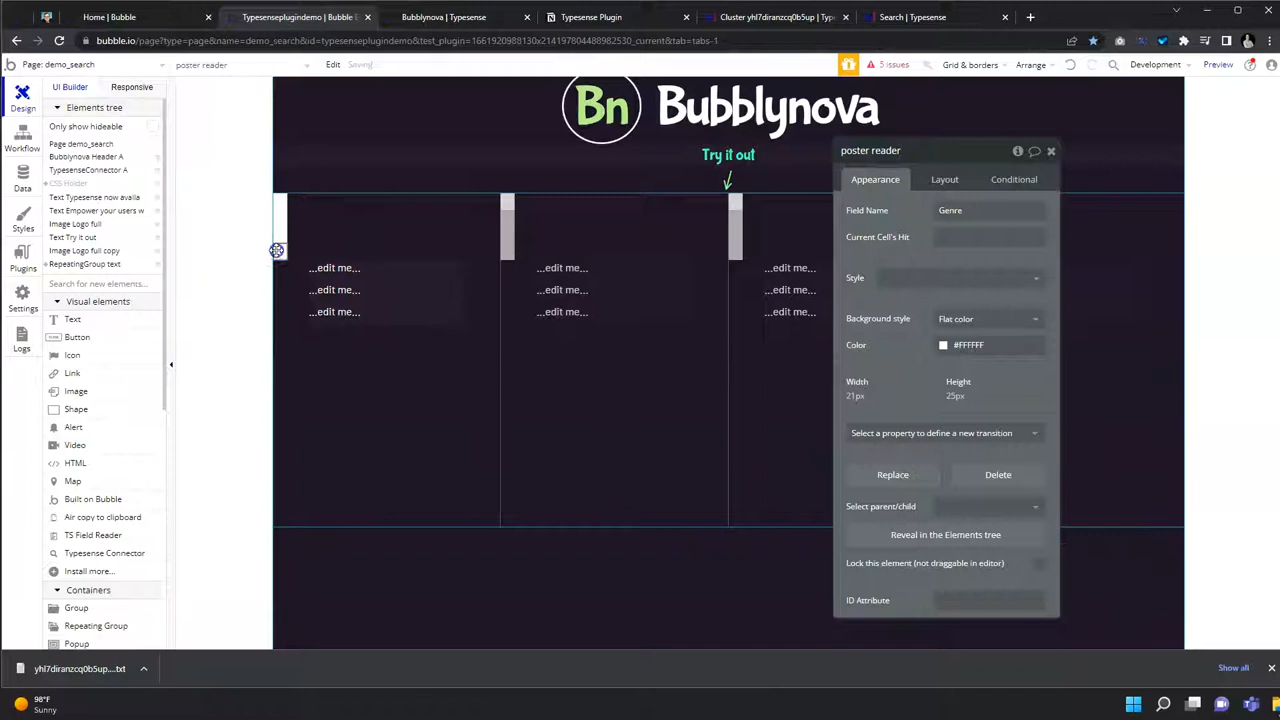 Home | Bubble
Typesenseplugindemo | Bubble E
Bubblynova | Typesense
Typesense Plugin
Cluster yhl7diranzcq0b5up | Type
Search | Typesense
bubble.io/page?type=page&name=demo_search&id=typesenseplugindemo&test_plugin=1661920988130x214197804488982530_current&tab=tabs-1
Page: demo_search
poster reader
Edit
Saving...
5 issues
Grid & borders
Arrange
Development
Preview
Design
Workflow
Data
Styles
Plugins
Settings
Logs
UI Builder
Responsive
Elements tree
Only show hideable
Page demo_search
Bubblynova Header A
TypesenseConnector A
CSS Holder
Text Typesense now availa
Text Empower your users w
Image Logo full
Text Try it out
Image Logo full copy
RepeatingGroup text
Search for new elements...
Visual elements
Text
Button
Icon
Link
Image
Shape
Alert
Video
HTML
Map
Built on Bubble
Air copy to clipboard
TS Field Reader
Typesense Connector
Install more...
Containers
Group
Repeating Group
Popup
Bn Bubblynova
Try it out
...edit me...
...edit me...
...edit me...
...edit me...
...edit me...
...edit me...
...edit me...
...edit me...
...edit me...
poster reader
Appearance
Layout
Conditional
Field Name
Genre
Current Cell's Hit
Style
Background style
Flat color
Color
#FFFFFF
Width
Height
21px
25px
Select a property to define a new transition
Replace
Delete
Select parent/child
Reveal in the Elements tree
Lock this element (not draggable in editor)
ID Attribute
yhl7diranzcq0b5up....txt
Show all
98°F
Sunny